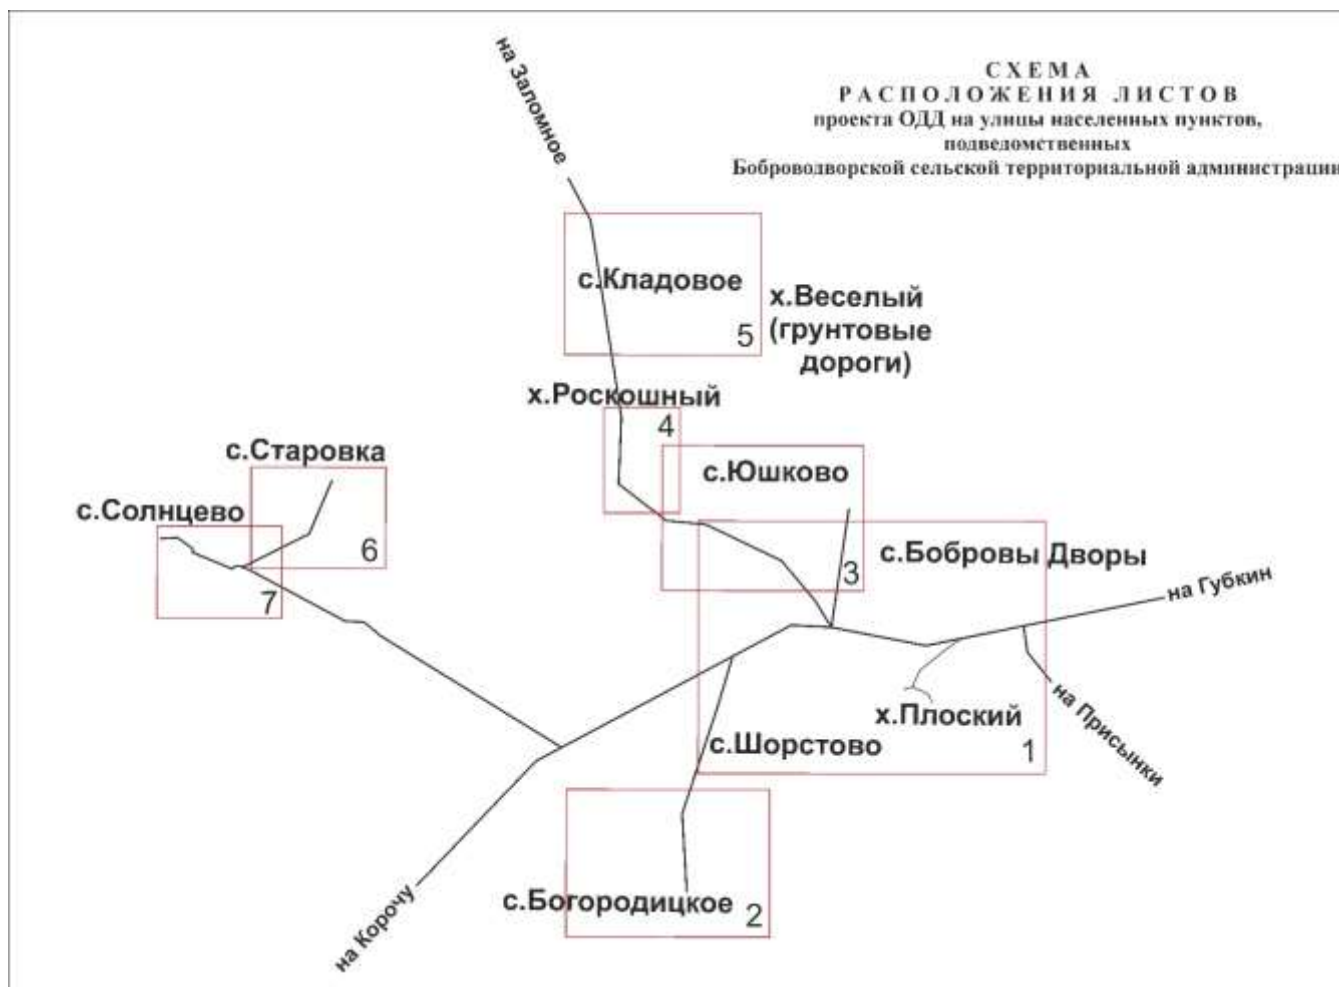 СХЕМА
РАСПОЛОЖЕНИЯ ЛИСТОВ
проекта ОДД на улицы населенных пунктов,
подведомственных
Боброводворской сельской территориальной администрации
на Заломное
с.Кладовое
5
х.Веселый
(грунтовые
дороги)
х.Роскошный
4
с.Старовка
6
с.Юшково
3
с.Солнцево
7
с.Бобровы Дворы
на Губкин
на Присынки
х.Плоский
с.Шорстово
1
с.Богородицкое
2
на Корочу